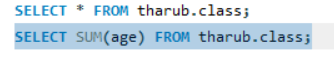 SELECT * FROM tharub.class;
SELECT SUM(age) FROM tharub.class;